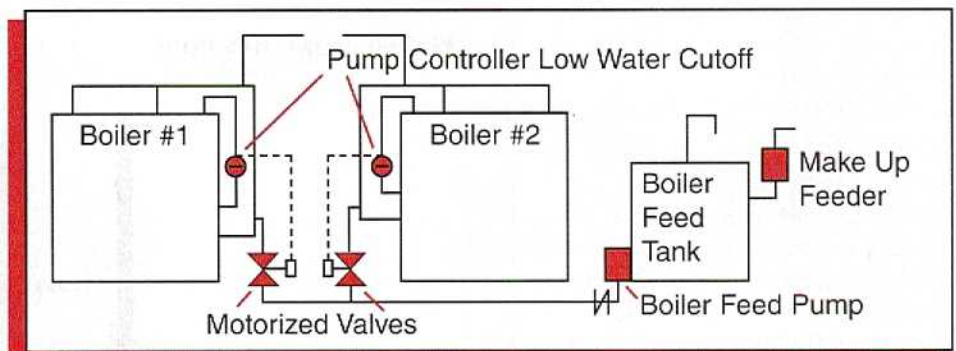 Pump Controller Low Water Cutoff
Boiler #1
Boiler #2
Boiler
Feed
Tank
Make Up
Feeder
Motorized Valves
Boiler Feed Pump